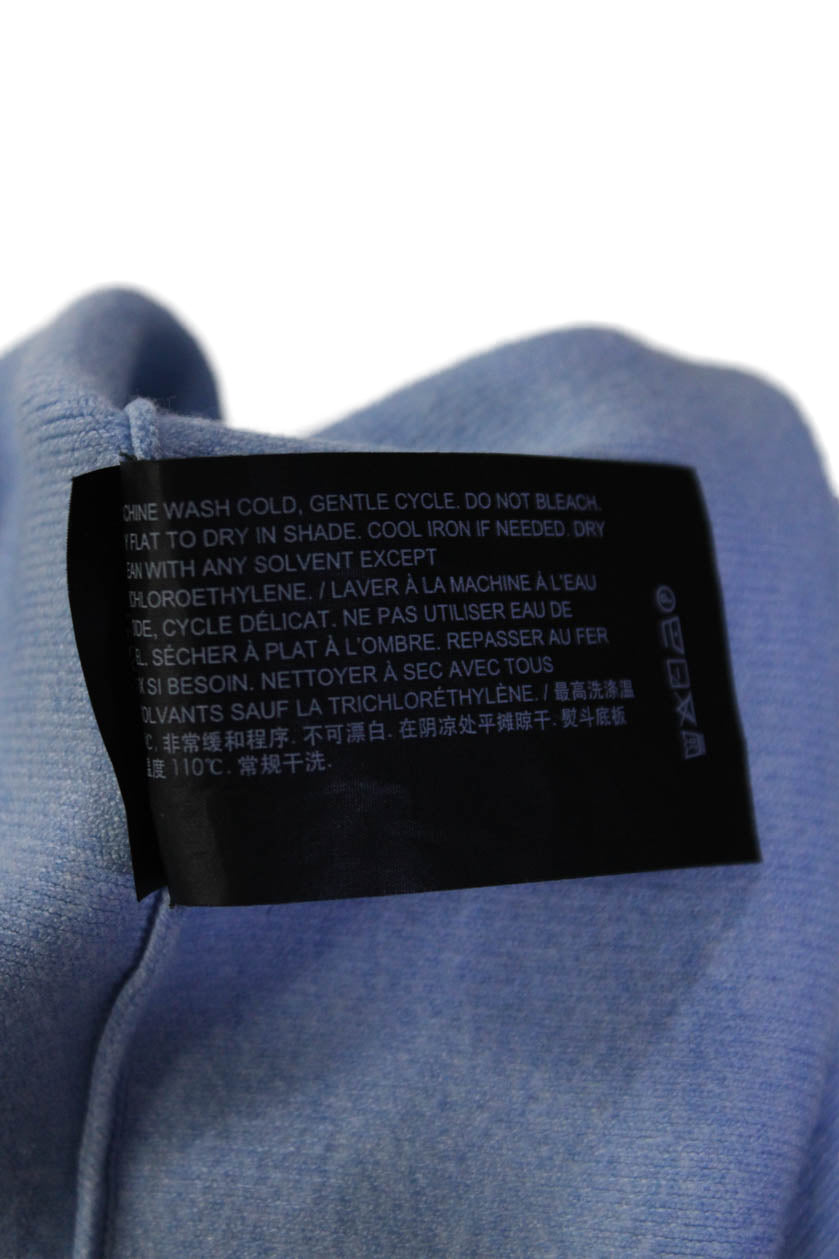 CHINE WASH COLD, GENTLE CYCLE. DO NOT BLEACH.
Y FLAT TO DRY IN SHADE. COOL IRON IF NEEDED. DRY
EAN WITH ANY SOLVENT EXCEPT
CHLOROETHYLENE. / LAVER À LA MACHINE À L'EAU
IDE, CYCLE DÉLICAT. NE PAS UTILISER EAU DE
EL. SÉCHER À PLAT À L'OMBRE. REPASSER AU FER
X SI BESOIN. NETTOYER À SEC AVEC TOUS
OLVANTS SAUF LA TRICHLORÉTHYLÈNE. / 最高洗涤温
C, 非常缓和程序. 不可漂白. 在阴凉处平摊晾干. 熨斗底板
温度 110℃. 常规干洗.